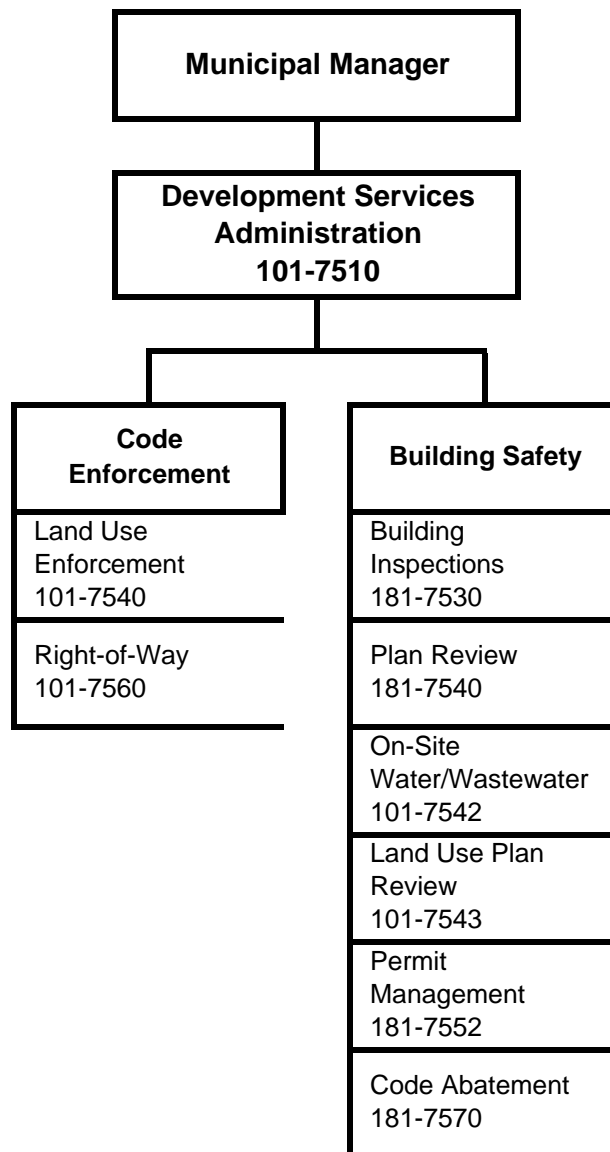 Municipal Manager
Development Services
Administration
101-7510
Code
Enforcement
Land Use
Enforcement
101-7540
Right-of-Way
101-7560
Building Safety
Building
Inspections
181-7530
Plan Review
181-7540
On-Site
Water/Wastewater
101-7542
Land Use Plan
Review
101-7543
Permit
Management
181-7552
Code Abatement
181-7570